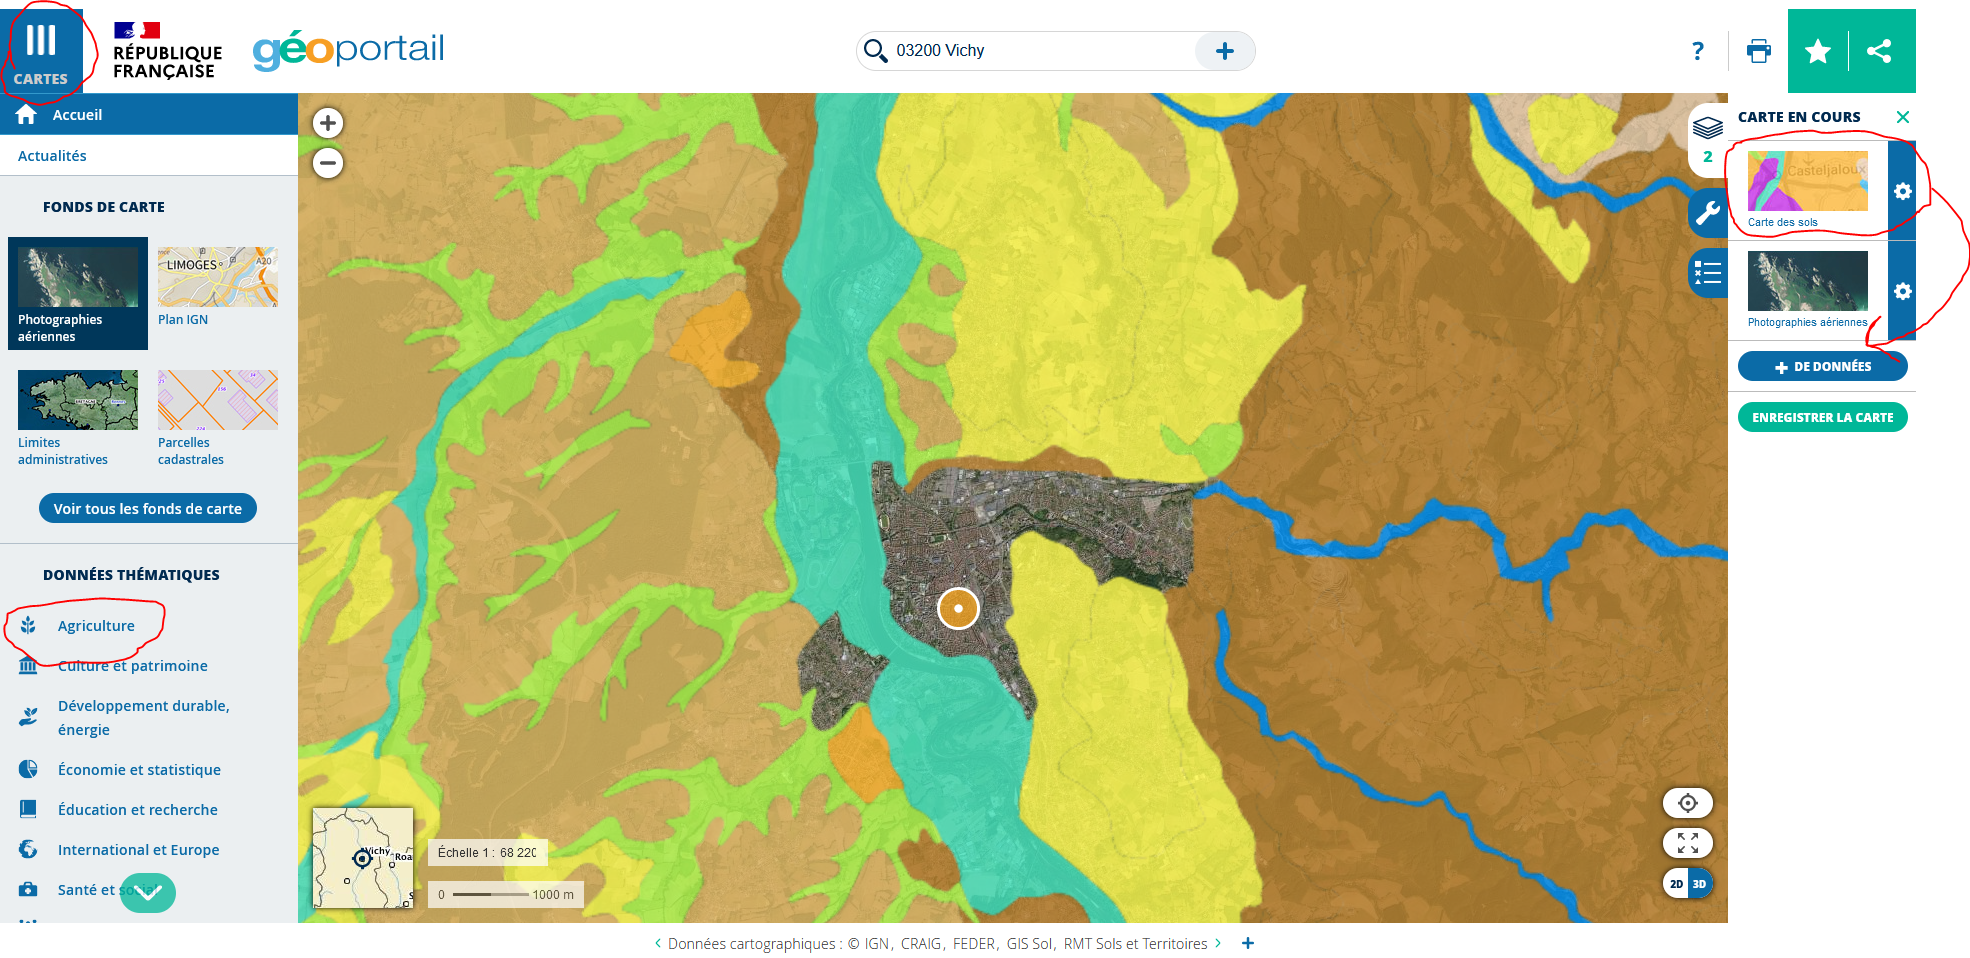 CARTES
RÉPUBLIQUE
FRANÇAISE
géoportail
03200 Vichy
?
Accueil
Actualités
FONDS DE CARTE
LIMOGES
A20
Photographies
aériennes
Plan IGN
BRETAGNE
Limites
administratives
Parcelles
cadastrales
Voir tous les fonds de carte
DONNÉES THÉMATIQUES
Agriculture
Culture et patrimoine
Développement durable,
énergie
Économie et statistique
Éducation et recherche
International et Europe
Santé et social
Vichy
Roa
Échelle 1 : 68 220
0 1000 m
2
CARTE EN COURS
Casteljaloux
Carte des sols
Photographies aériennes
+ DE DONNÉES
ENREGISTRER LA CARTE
2D 3D
Données cartographiques : © IGN, CRAIG, FEDER, GIS Sol, RMT Sols et Territoires